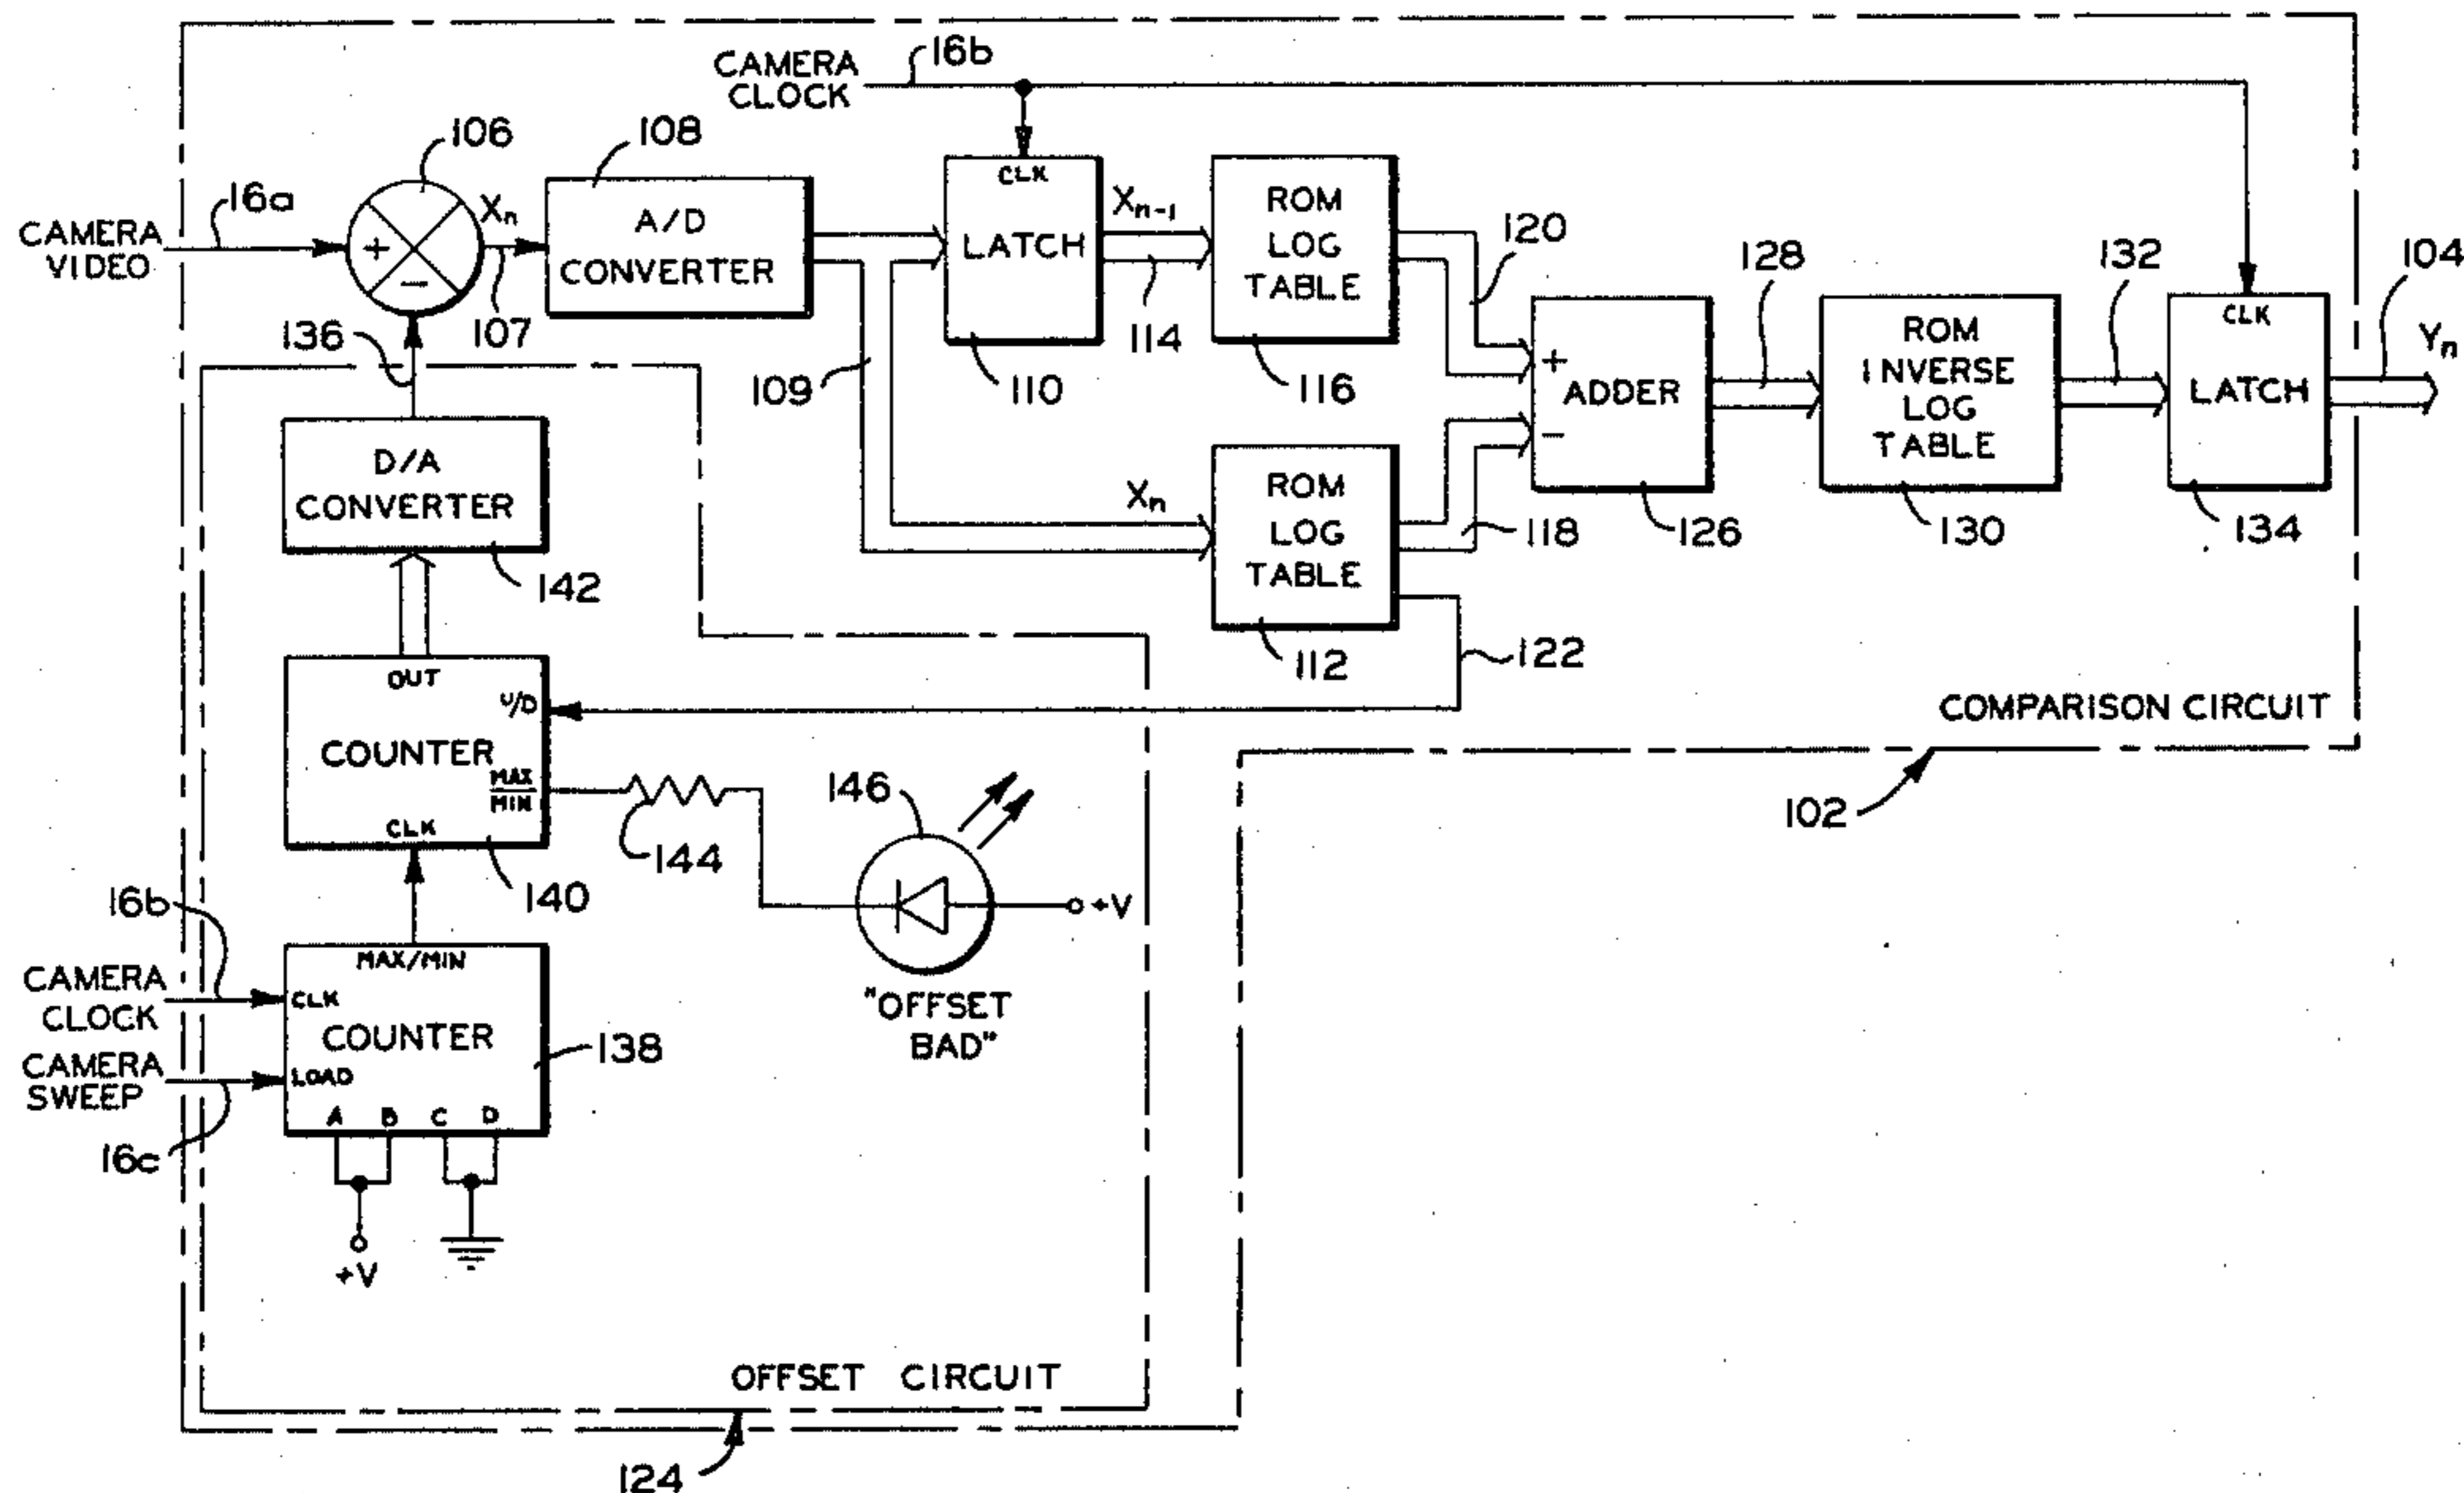 CAMERA
CLOCK
16b
106
108
16a
CAMERA
VIDEO
+
−
Xn
107
A/D
CONVERTER
CLK
LATCH
110
Xn-1
114
ROM
LOG
TABLE
116
120
109
136
Xn
ROM
LOG
TABLE
112
118
122
+
−
ADDER
126
128
ROM
INVERSE
LOG
TABLE
130
132
CLK
LATCH
134
104
Yn
D/A
CONVERTER
142
OUT
U/D
COUNTER
MAX
MIN
CLK
140
144
146
+V
"OFFSET
BAD"
COMPARISON CIRCUIT
102
16b
CAMERA
CLOCK
CAMERA
SWEEP
16c
MAX/MIN
CLK
COUNTER
LOAD
138
A B C D
+V
OFFSET CIRCUIT
124